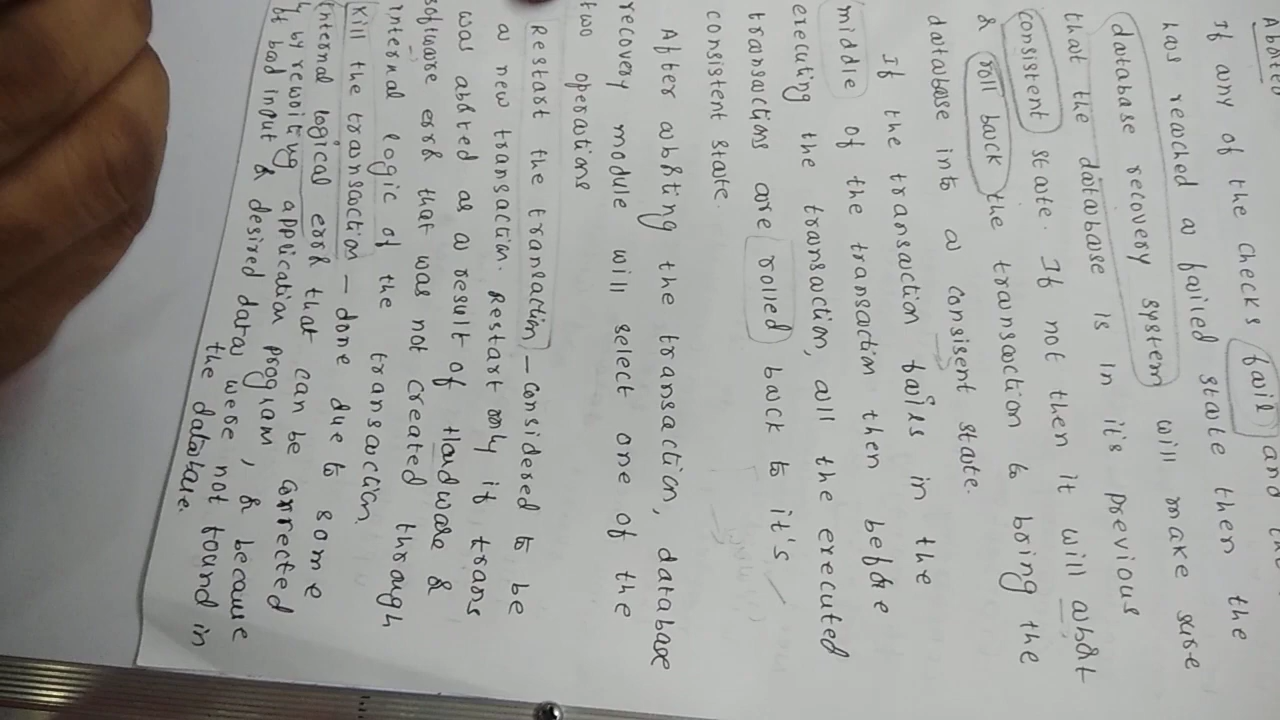 Aborted
If any of the checks fail and the
has reached a failed state then the
database recovery system will make sure
that the database is in it's previous
consistent state. If not then it will abort
& roll back the transaction to bring the
database into a consisent state.
If the transaction fails in the
middle of the transaction then before
executing the transaction, all the executed
transactions are rolled back to it's
consistent state.
After aborting the transaction, database
recovery module will select one of the
two operations
Restart the transaction - considered to be
a new transaction. Restart only if trans
was aborted as a result of Hardware or
software error that was not created through
internal logic of the transaction.
Kill the transaction - done due to some
internal logical error that can be corrected
by rewriting application program, or because
of bad input or desired data were not found in
the database.